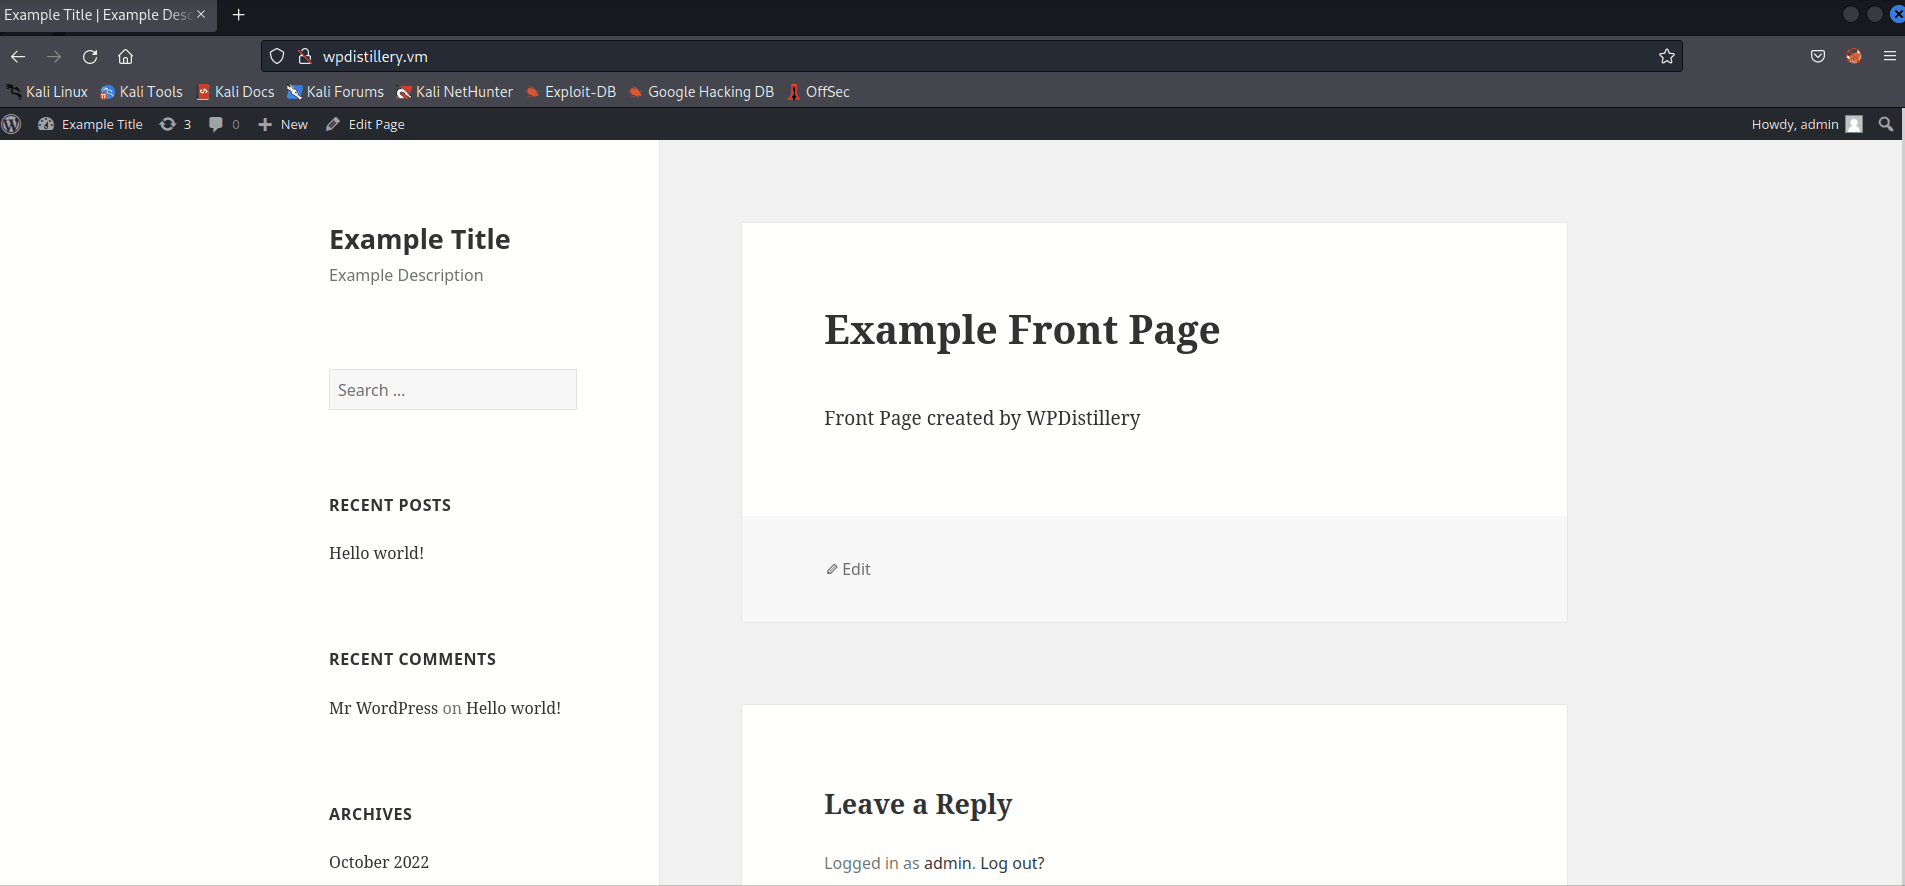 Example Title | Example Desc
wpdistillery.vm
Kali Linux Kali Tools Kali Docs Kali Forums Kali NetHunter Exploit-DB Google Hacking DB OffSec
Example Title 3 0 New Edit Page Howdy, admin
Example Title
Example Description
Search ...
RECENT POSTS
Hello world!
RECENT COMMENTS
Mr WordPress on Hello world!
ARCHIVES
October 2022
Example Front Page
Front Page created by WPDistillery
Edit
Leave a Reply
Logged in as admin. Log out?